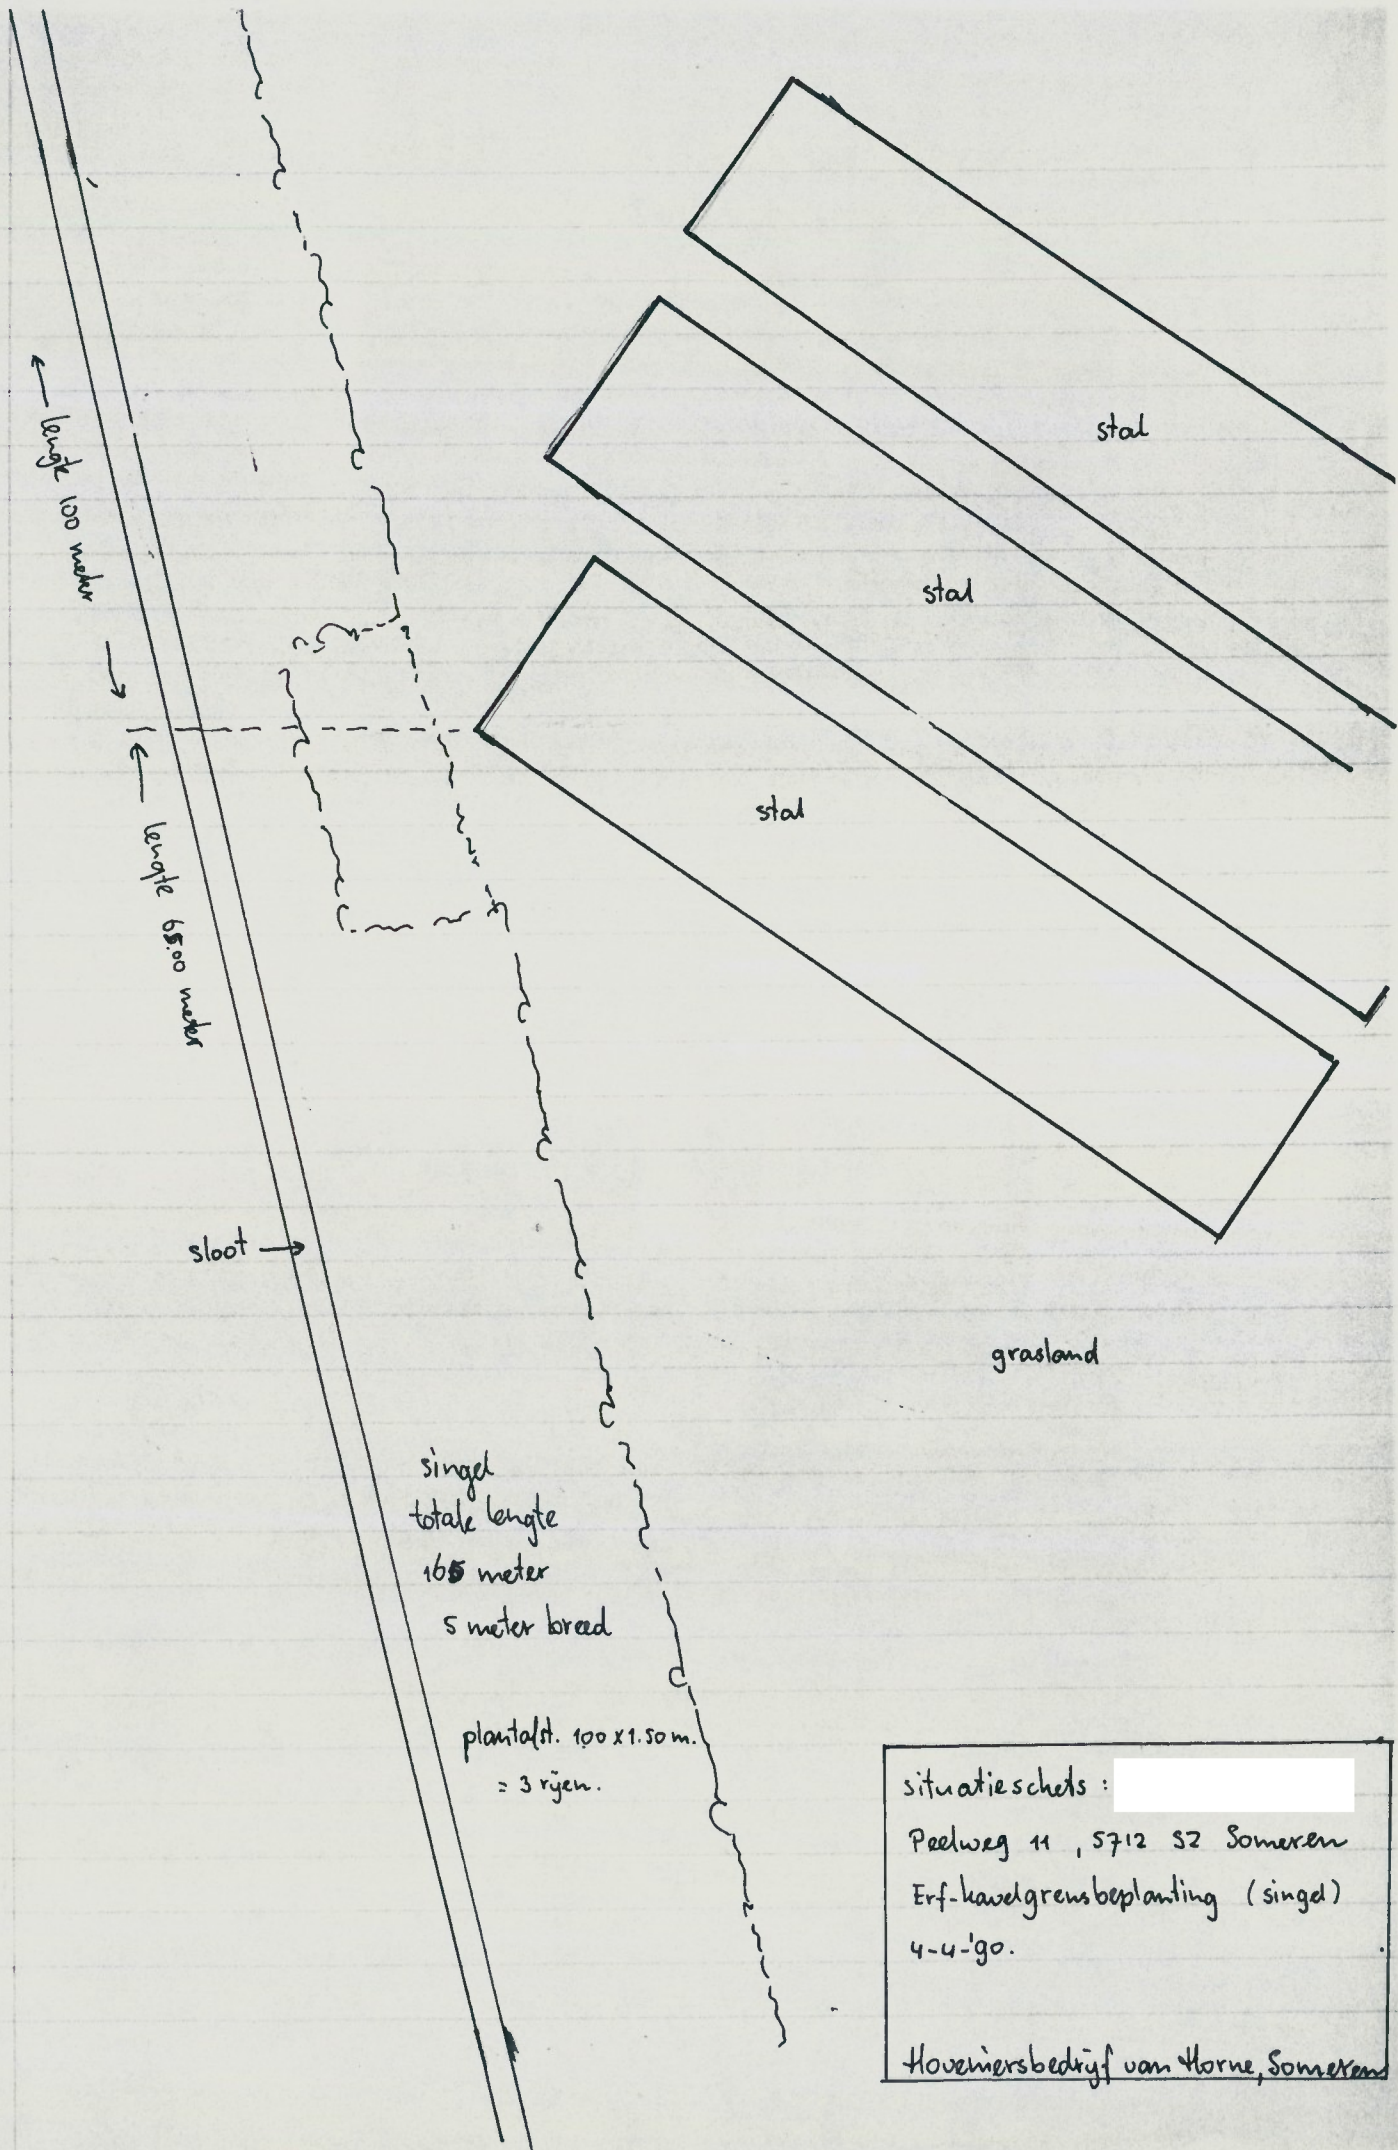 stal
stal
stal
lengte 100 meter
lengte 65.00 meter
sloot
grasland
singel
totale lengte
165 meter
5 meter breed
plantafst. 1.00 x 1.50 m.
= 3 rijen.
situatieschets :
Peelweg 11 , 5712 SZ Someren
Erf-kavelgrensbeplanting (singel)
4-4-'90.
Hoveniersbedrijf van Horne, Someren